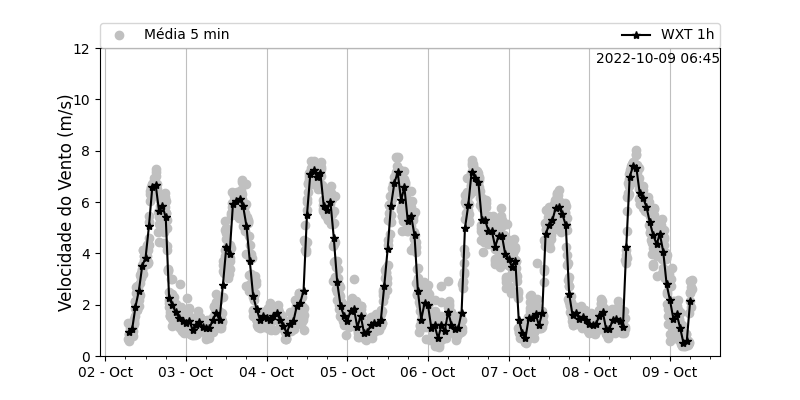 Média 5 min
WXT 1h
2022-10-09 06:45
Velocidade do Vento (m/s)
12
10
8
6
4
2
0
02 - Oct
03 - Oct
04 - Oct
05 - Oct
06 - Oct
07 - Oct
08 - Oct
09 - Oct